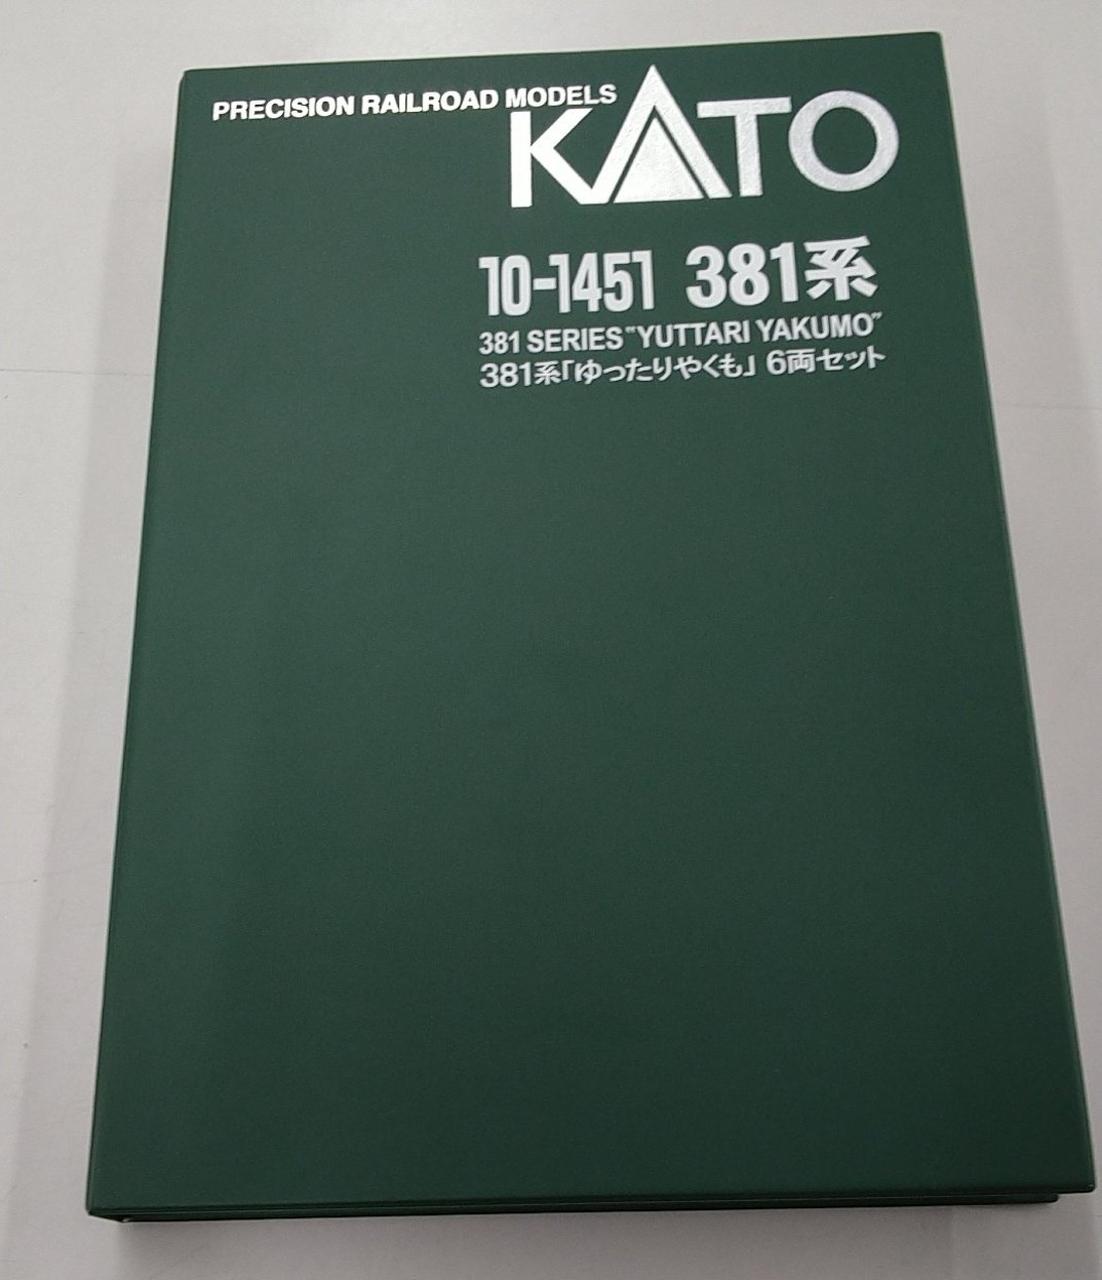 PRECISION RAILROAD MODELS
KATO
10-1451 381系
381 SERIES "YUTTARI YAKUMO"
381系「ゆったりやくも」 6両セット